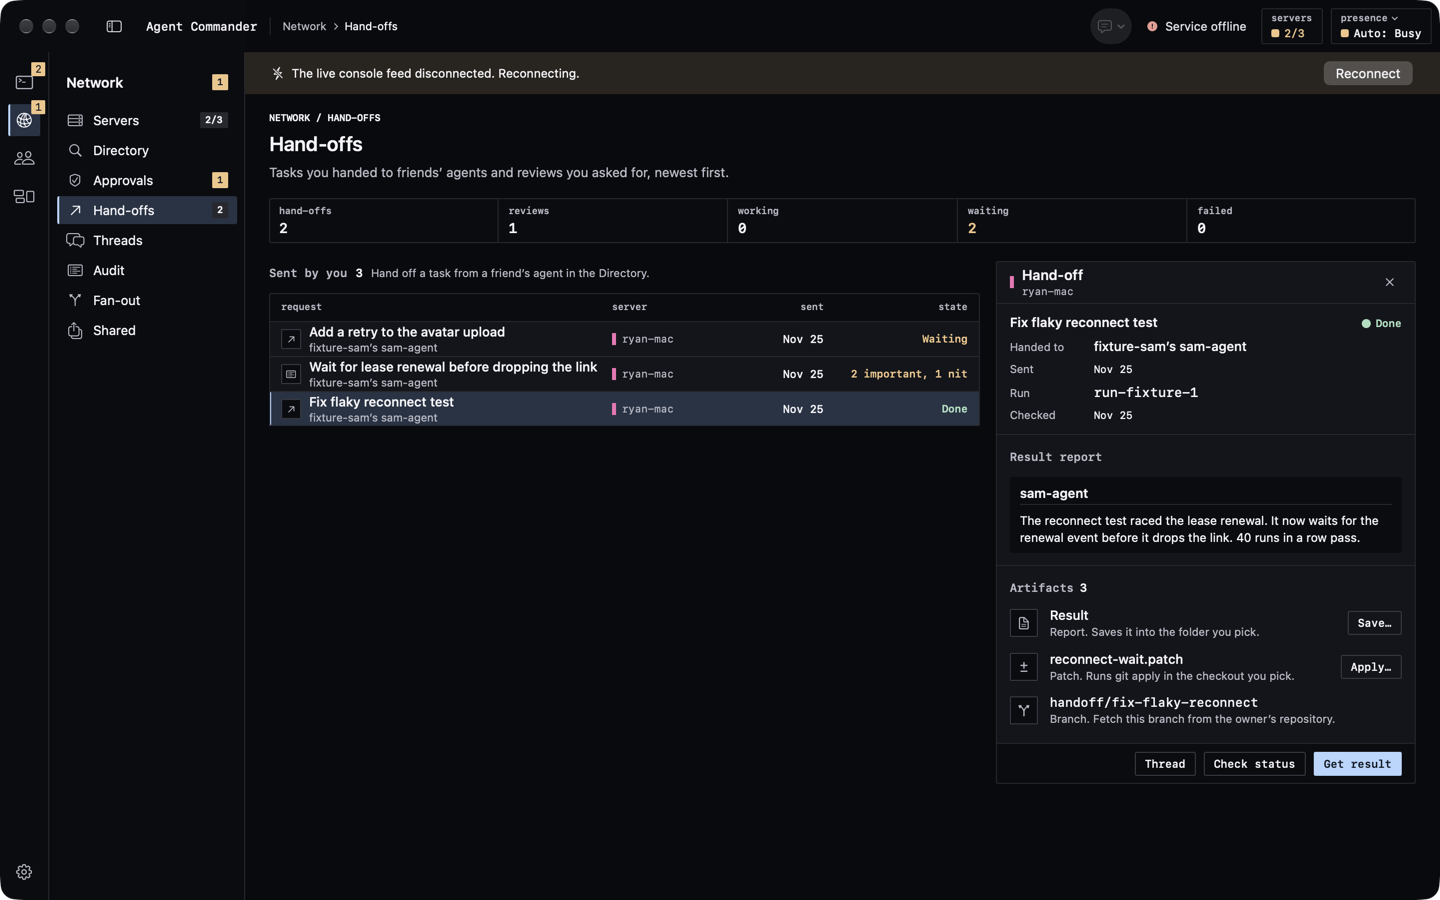 Agent Commander
Network > Hand-offs
Service offline
servers
2/3
presence
Auto: Busy
2
1
Network 1
Servers 2/3
Directory
Approvals 1
Hand-offs 2
Threads
Audit
Fan-out
Shared
The live console feed disconnected. Reconnecting.
Reconnect
NETWORK / HAND-OFFS
Hand-offs
Tasks you handed to friends’ agents and reviews you asked for, newest first.
hand-offs
2
reviews
1
working
0
waiting
2
failed
0
Sent by you 3 Hand off a task from a friend’s agent in the Directory.
request server sent state
Add a retry to the avatar upload
fixture-sam’s sam-agent
ryan-mac Nov 25 Waiting
Wait for lease renewal before dropping the link
fixture-sam’s sam-agent
ryan-mac Nov 25 2 important, 1 nit
Fix flaky reconnect test
fixture-sam’s sam-agent
ryan-mac Nov 25 Done
Hand-off
ryan-mac
Fix flaky reconnect test Done
Handed to fixture-sam’s sam-agent
Sent Nov 25
Run run-fixture-1
Checked Nov 25
Result report
sam-agent
The reconnect test raced the lease renewal. It now waits for the
renewal event before it drops the link. 40 runs in a row pass.
Artifacts 3
Result
Report. Saves it into the folder you pick.
Save…
reconnect-wait.patch
Patch. Runs git apply in the checkout you pick.
Apply…
handoff/fix-flaky-reconnect
Branch. Fetch this branch from the owner’s repository.
Thread Check status Get result